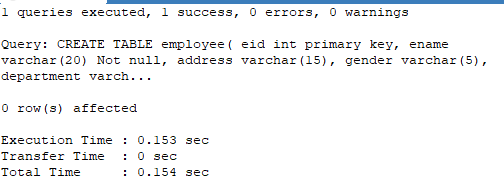 1 queries executed, 1 success, 0 errors, 0 warnings
Query: CREATE TABLE employee( eid int primary key, ename
varchar(20) Not null, address varchar(15), gender varchar(5),
department varch...
0 row(s) affected
Execution Time : 0.153 sec
Transfer Time : 0 sec
Total Time : 0.154 sec